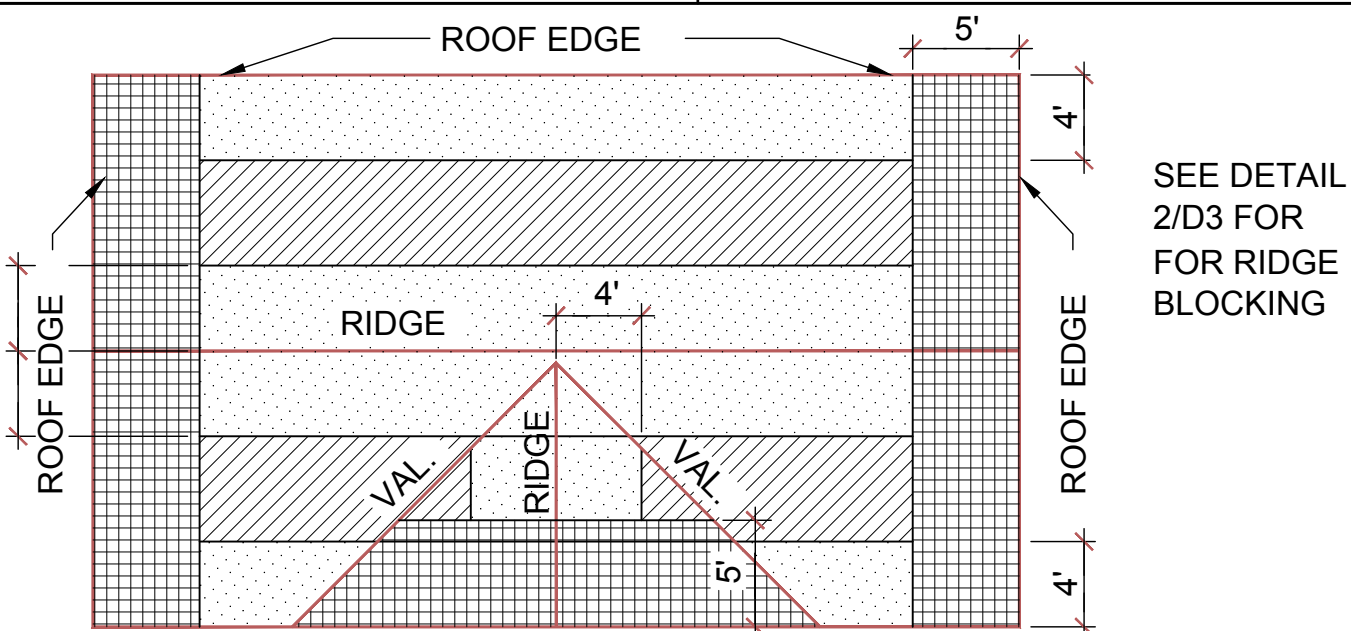 ROOF EDGE
5'
4'
SEE DETAIL
2/D3 FOR
FOR RIDGE
BLOCKING
ROOF EDGE
RIDGE
4'
ROOF EDGE
VAL.
RIDGE
VAL.
5'
4'